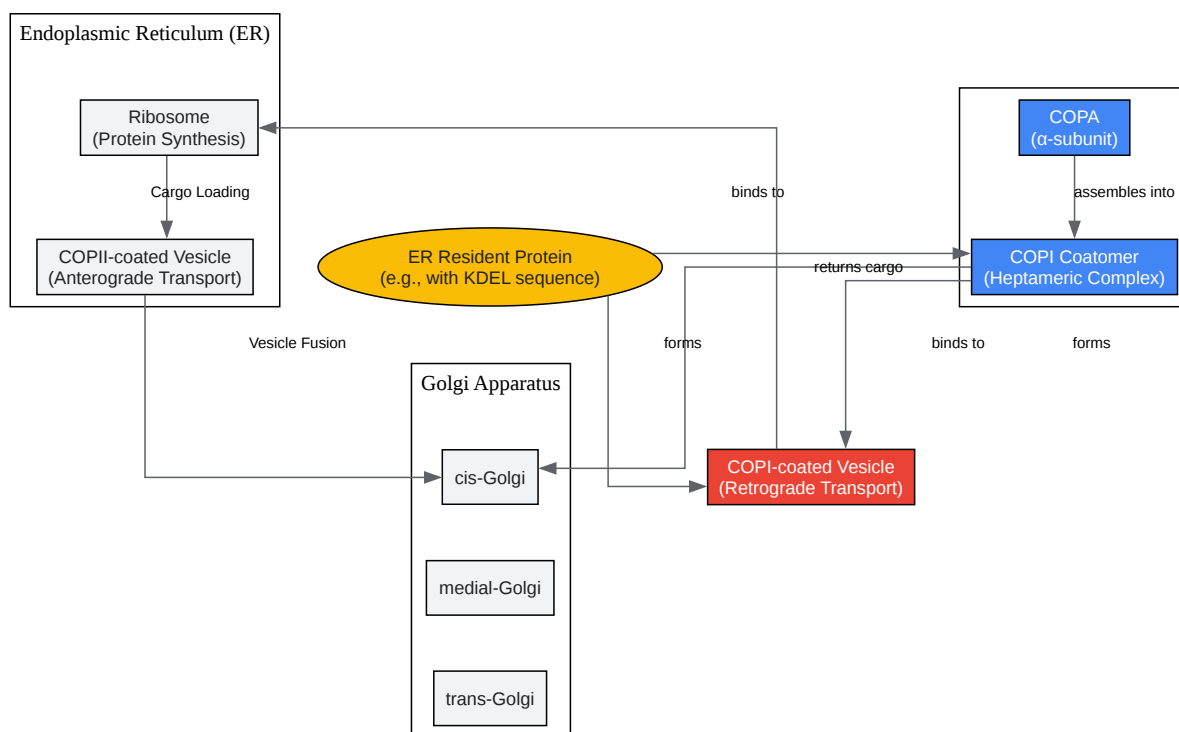 Endoplasmic Reticulum (ER)
Ribosome
(Protein Synthesis)
COPA
(α-subunit)
Cargo Loading
binds to
assembles into
COPII-coated Vesicle
(Anterograde Transport)
ER Resident Protein
(e.g., with KDEL sequence)
returns cargo
COPI Coatomer
(Heptameric Complex)
Vesicle Fusion
forms
binds to
forms
Golgi Apparatus
cis-Golgi
COPI-coated Vesicle
(Retrograde Transport)
medial-Golgi
trans-Golgi